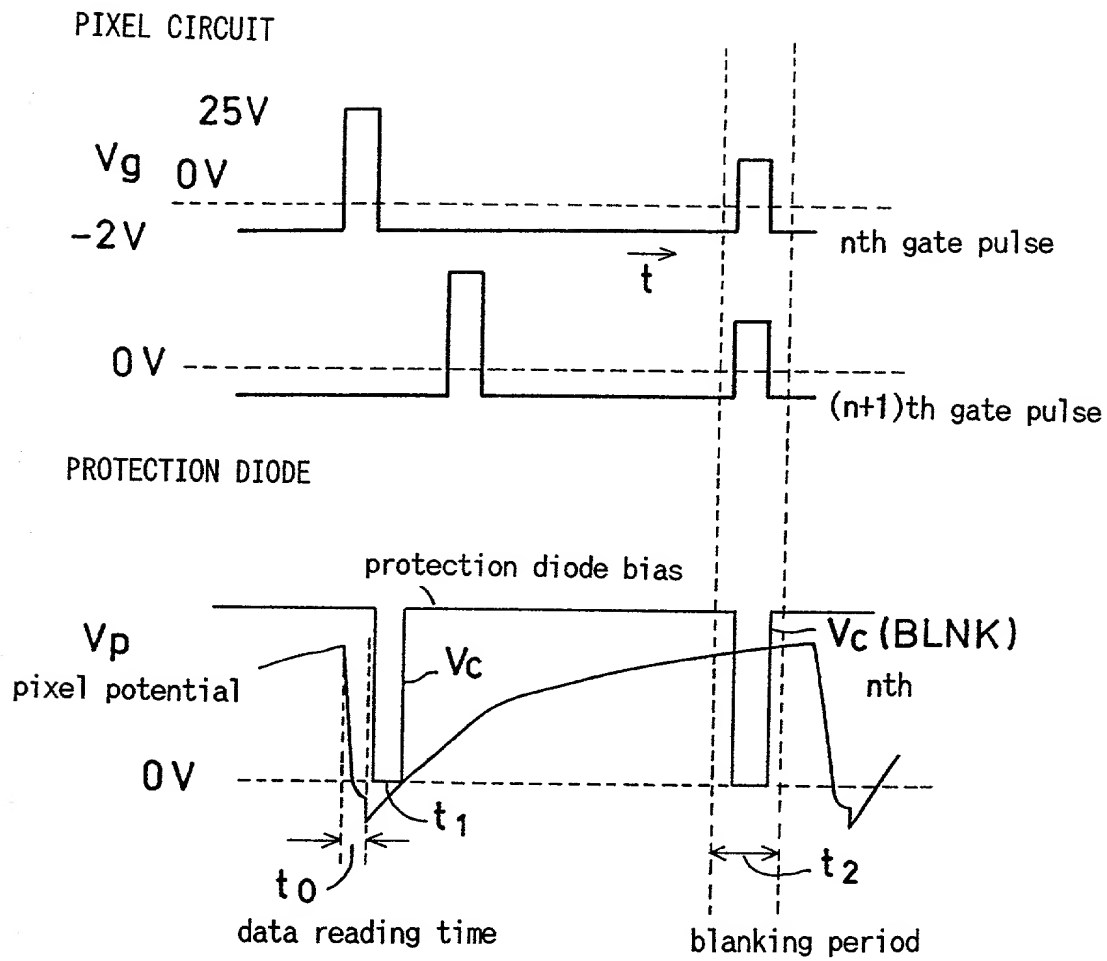 PIXEL CIRCUIT
25V
Vg
0V
-2V
nth gate pulse
t
0V
(n+1)th gate pulse
PROTECTION DIODE
protection diode bias
Vp
pixel potential
Vc
Vc (BLNK)
nth
0V
t1
t0
t2
data reading time
blanking period